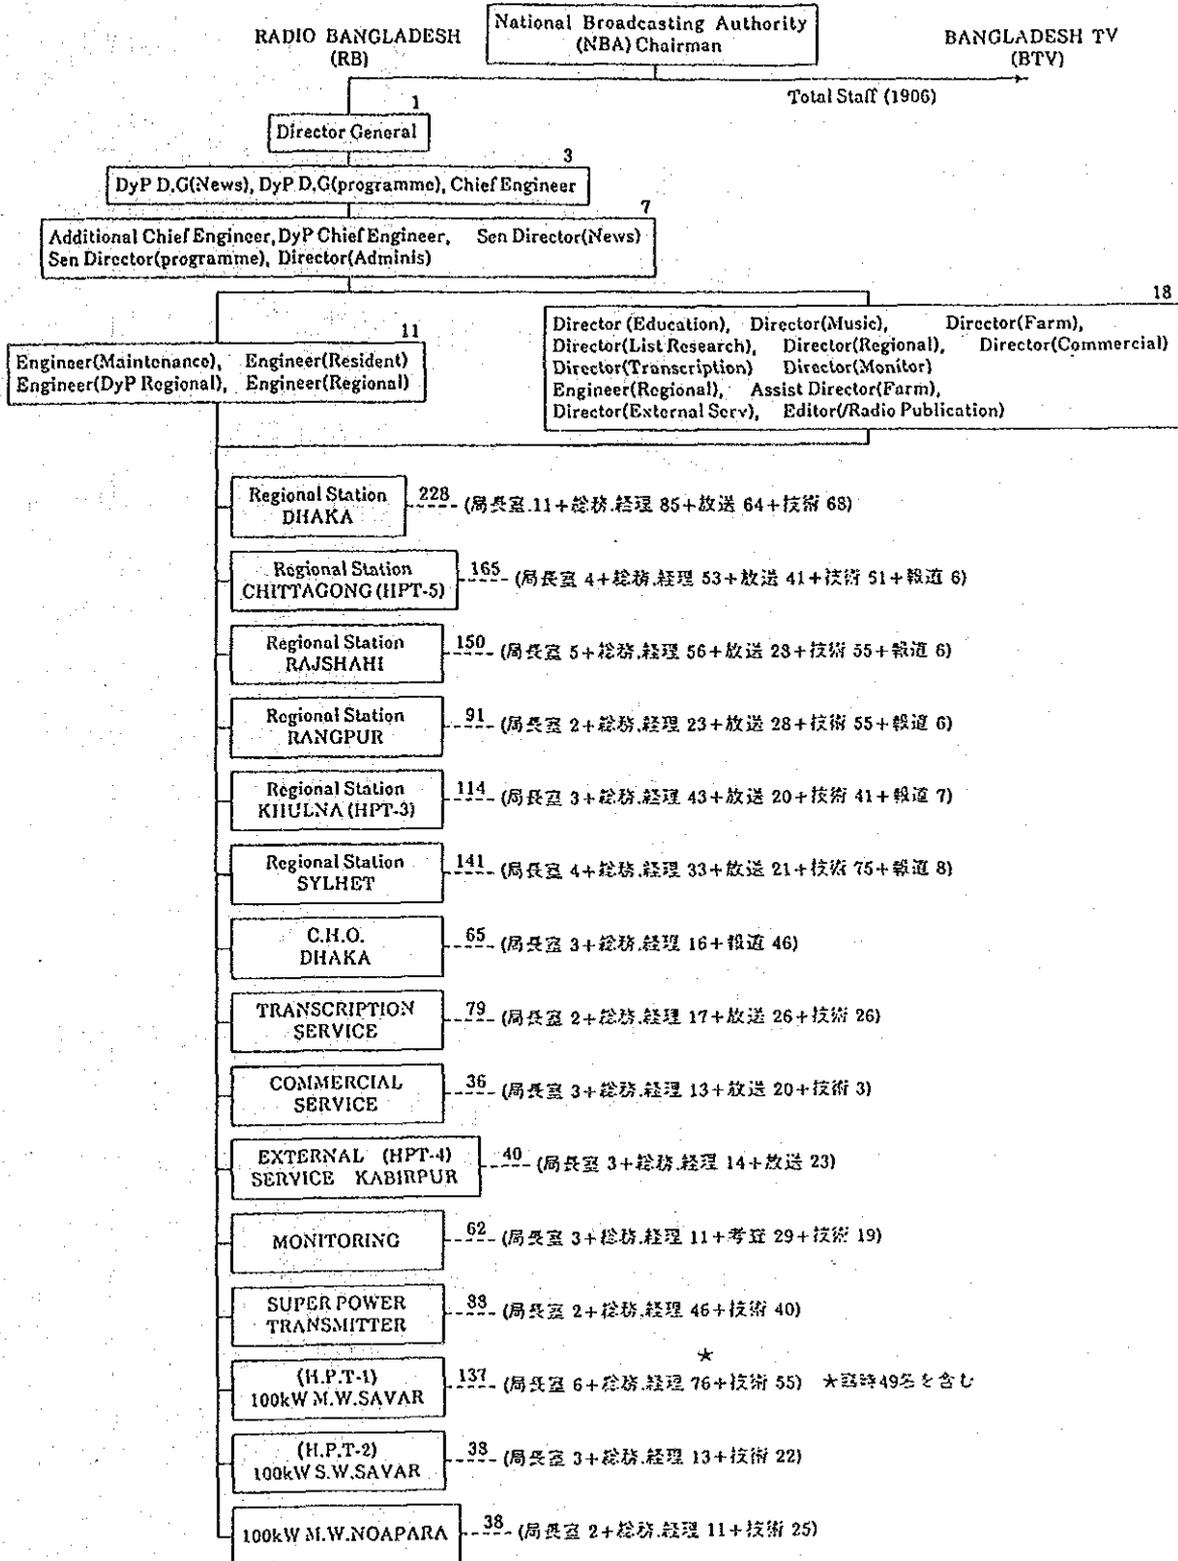 National Broadcasting Authority
(NBA) Chairman
RADIO BANGLADESH
(RB)
BANGLADESH TV
(BTV)
Total Staff (1906)
1
Director General
3
DyP D.G(News), DyP D.G(programme), Chief Engineer
7
Additional Chief Engineer, DyP Chief Engineer, Sen Director(News)
Sen Director(programme), Director(Adminis)
11
Engineer(Maintenance), Engineer(Resident)
Engineer(DyP Regional), Engineer(Regional)
18
Director (Education), Director(Music), Director(Farm),
Director(List Research), Director(Regional), Director(Commercial)
Director(Transcription) Director(Monitor)
Engineer(Regional), Assist Director(Farm),
Director(External Serv), Editor(/Radio Publication)
Regional Station
DHAKA
228 (局長室.11+総務.経理 85+放送 64+技術 68)
Regional Station
CHITTAGONG (HPT-5)
165 (局長室 4+総務.経理 53+放送 41+技術 61+報道 6)
Regional Station
RAJSHAHI
150 (局長室 5+総務.経理 56+放送 28+技術 55+報道 6)
Regional Station
RANGPUR
91 (局長室 2+総務.経理 23+放送 28+技術 55+報道 6)
Regional Station
KHULNA (HPT-3)
114 (局長室 3+総務.経理 43+放送 20+技術 41+報道 7)
Regional Station
SYLHET
141 (局長室 4+総務.経理 33+放送 21+技術 75+報道 8)
C.H.O.
DHAKA
65 (局長室 3+総務.経理 16+報道 46)
TRANSCRIPTION
SERVICE
79 (局長室 2+総務.経理 17+放送 26+技術 26)
COMMERCIAL
SERVICE
36 (局長室 3+総務.経理 13+放送 20+技術 3)
EXTERNAL (HPT-4)
SERVICE KABIRPUR
40 (局長室 3+総務.経理 14+放送 23)
MONITORING
62 (局長室 3+総務.経理 11+考査 29+技術 19)
SUPER POWER
TRANSMITTER
88 (局長室 2+総務.経理 46+技術 40)
★
(H.P.T-1)
100kW M.W.SAVAR
137 (局長室 6+総務.経理 76+技術 55) ★臨時49名を含む
(H.P.T-2)
100kW S.W.SAVAR
38 (局長室 3+総務.経理 13+技術 22)
100kW M.W.NOAPARA
38 (局長室 2+総務.経理 11+技術 25)